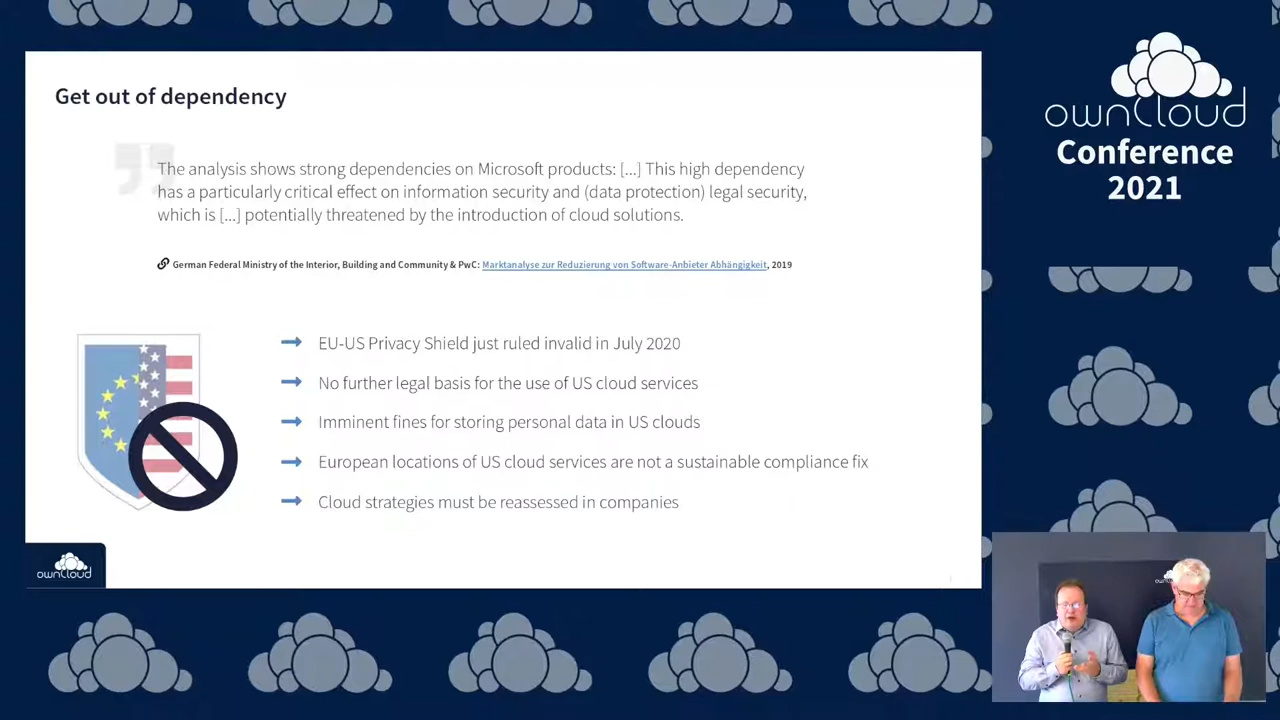 Get out of dependency
The analysis shows strong dependencies on Microsoft products: [...] This high dependency
has a particularly critical effect on information security and (data protection) legal security,
which is [...] potentially threatened by the introduction of cloud solutions.
German Federal Ministry of the Interior, Building and Community & PwC: Marktanalyse zur Reduzierung von Software-Anbieter Abhängigkeit, 2019
EU-US Privacy Shield just ruled invalid in July 2020
No further legal basis for the use of US cloud services
Imminent fines for storing personal data in US clouds
European locations of US cloud services are not a sustainable compliance fix
Cloud strategies must be reassessed in companies
ownCloud
ownCloud
Conference
2021